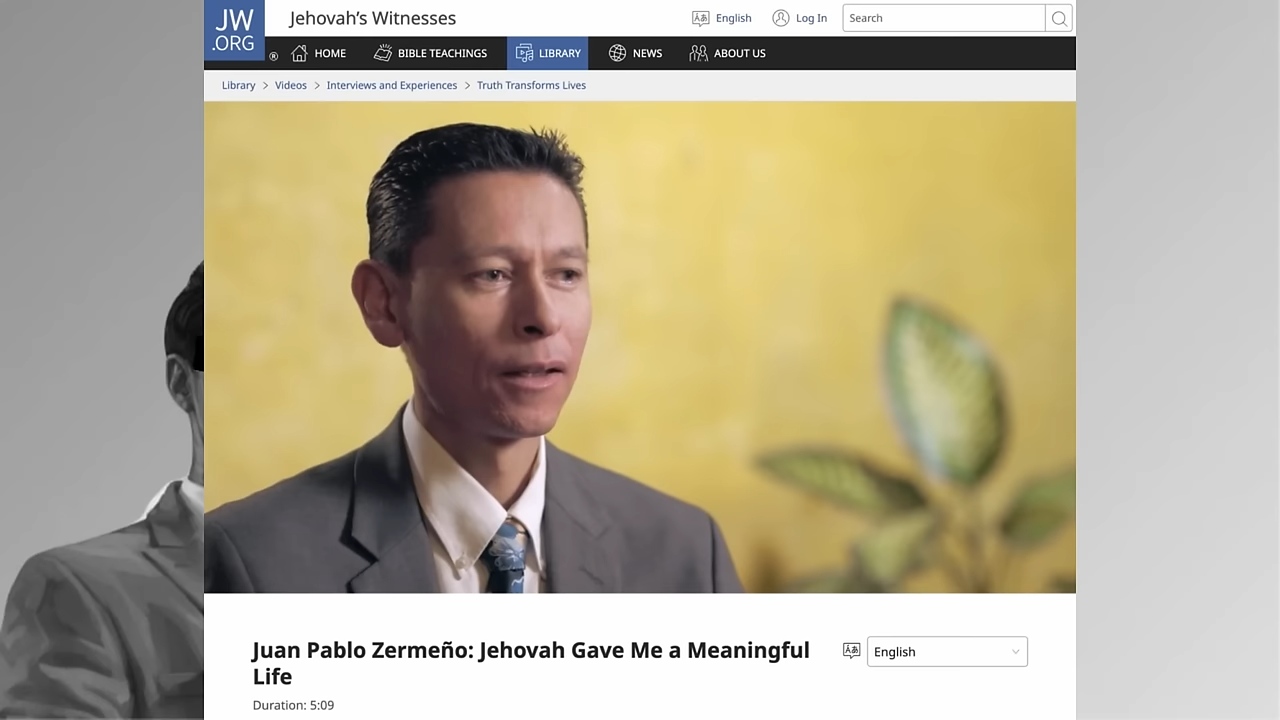 JW
.ORG
®
Jehovah's Witnesses
English
Log In
Search
HOME
BIBLE TEACHINGS
LIBRARY
NEWS
ABOUT US
Library > Videos > Interviews and Experiences > Truth Transforms Lives
Juan Pablo Zermeño: Jehovah Gave Me a Meaningful
Life
English
Duration: 5:09